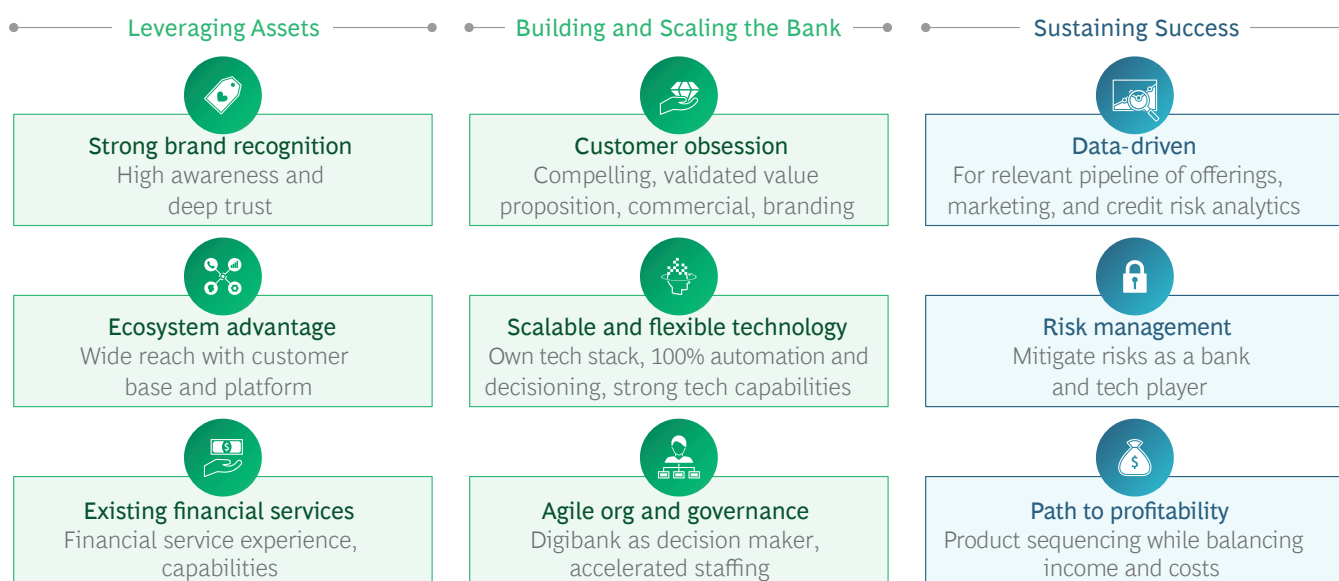 Leveraging Assets
Strong brand recognition
High awareness and
deep trust
Ecosystem advantage
Wide reach with customer
base and platform
Existing financial services
Financial service experience,
capabilities
Building and Scaling the Bank
Customer obsession
Compelling, validated value
proposition, commercial, branding
Scalable and flexible technology
Own tech stack, 100% automation and
decisioning, strong tech capabilities
Agile org and governance
Digibank as decision maker,
accelerated staffing
Sustaining Success
Data-driven
For relevant pipeline of offerings,
marketing, and credit risk analytics
Risk management
Mitigate risks as a bank
and tech player
Path to profitability
Product sequencing while balancing
income and costs